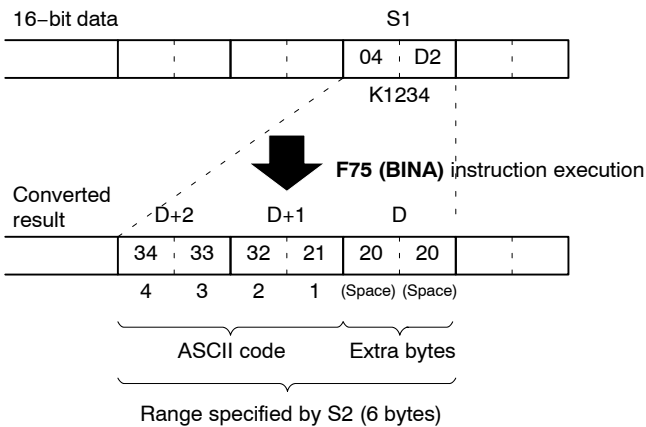 16–bit data S1
04 D2
K1234
F75 (BINA) instruction execution
Converted
result
D+2 D+1 D
34 33 32 21 20 20
4 3 2 1 (Space) (Space)
ASCII code Extra bytes
Range specified by S2 (6 bytes)